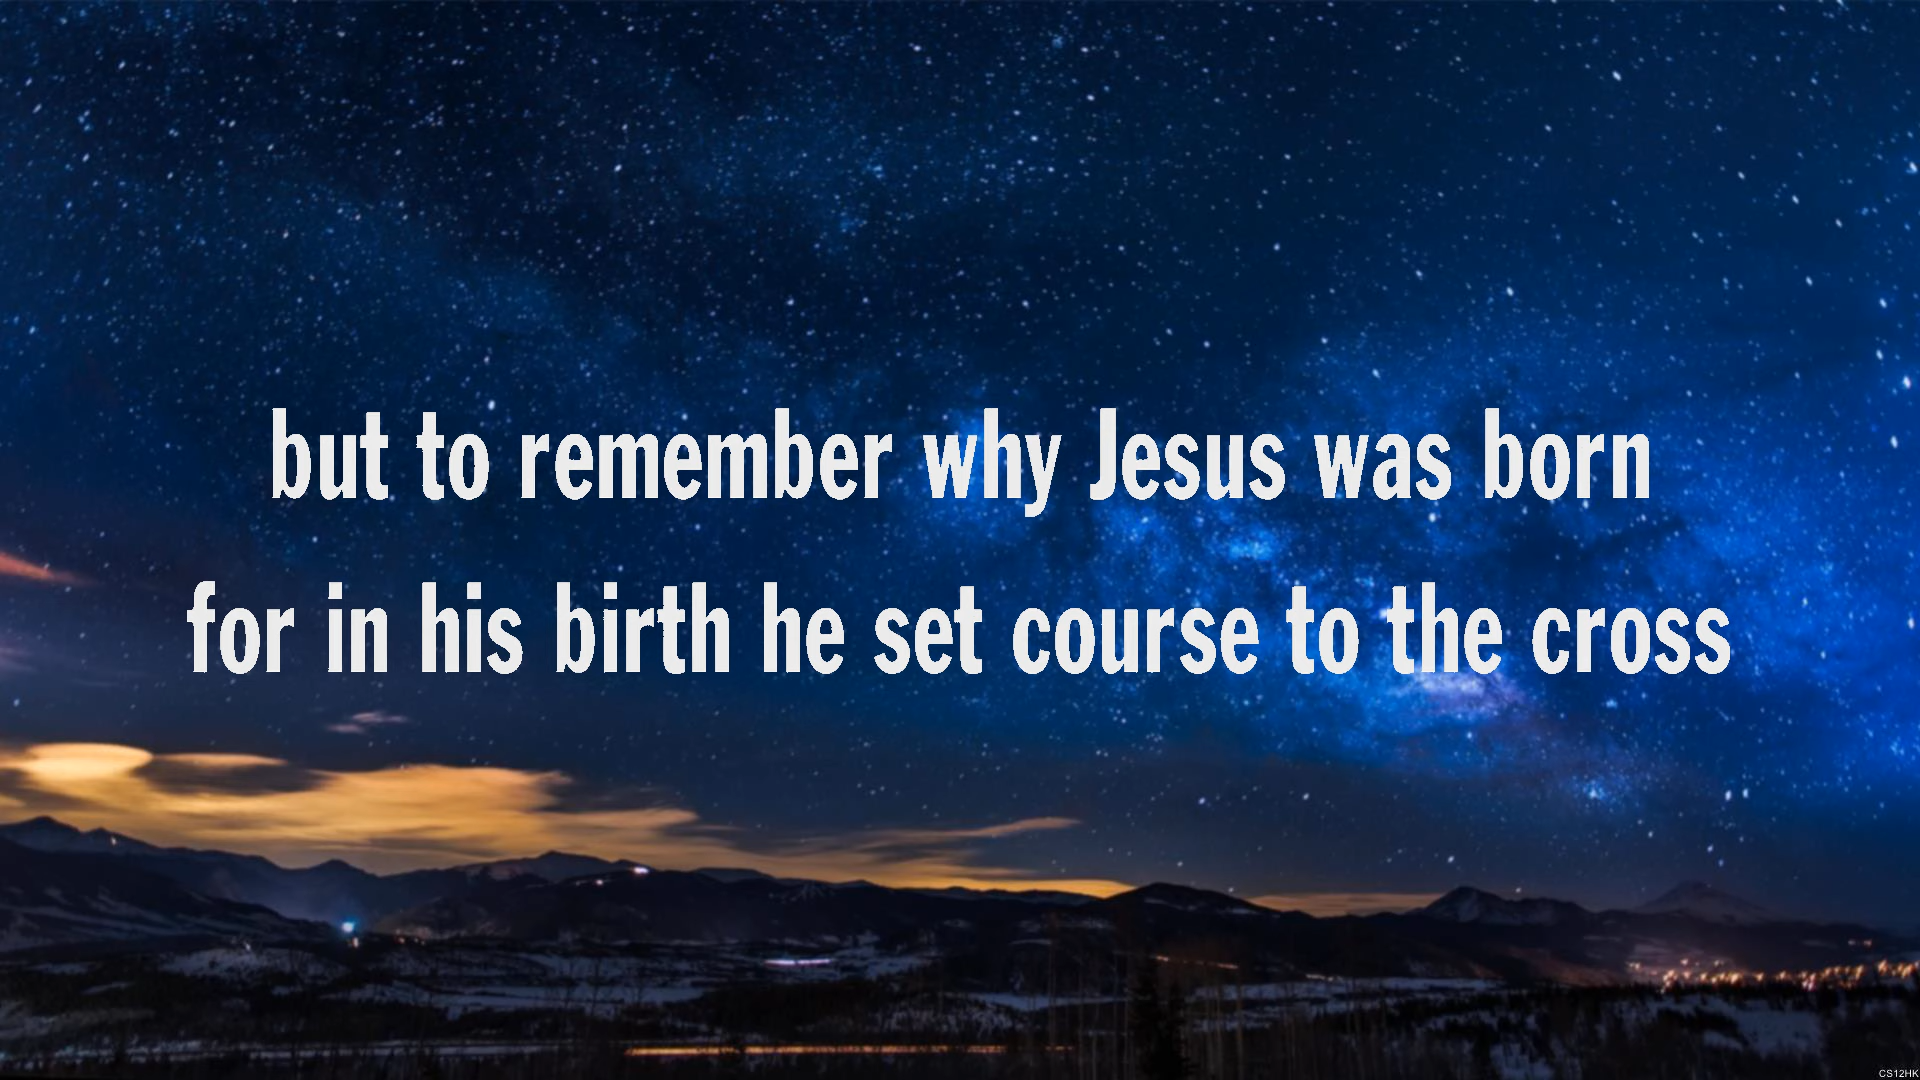 but to remember why Jesus was born
for in his birth he set course to the cross
CS12HK